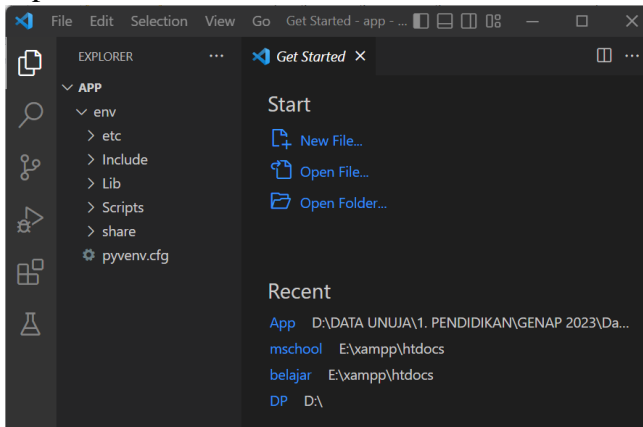 File Edit Selection View Go Get Started - app - ...
EXPLORER
Get Started
APP
env
etc
Include
Lib
Scripts
share
pyvenv.cfg
Start
New File...
Open File...
Open Folder...
Recent
App D:\DATA UNUJA\1. PENDIDIKAN\GENAP 2023\Da...
mschool E:\xampp\htdocs
belajar E:\xampp\htdocs
DP D:\